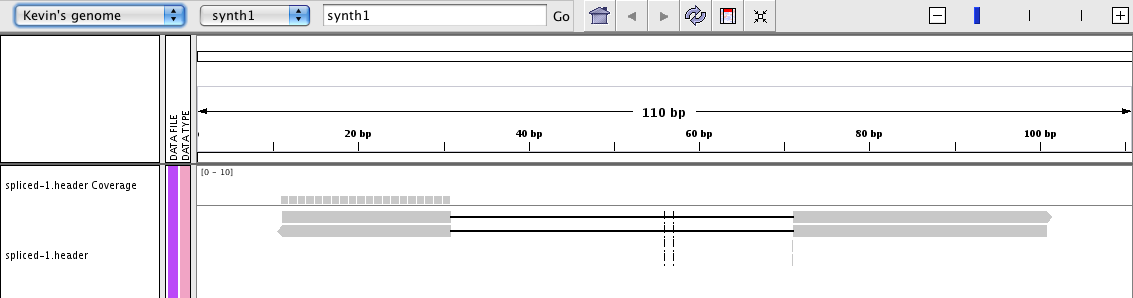 Kevin's genome synth1 synth1 Go
110 bp
20 bp 40 bp 60 bp 80 bp 100 bp
DATA FILE
DATA TYPE
[0 - 10]
spliced-1.header Coverage
spliced-1.header